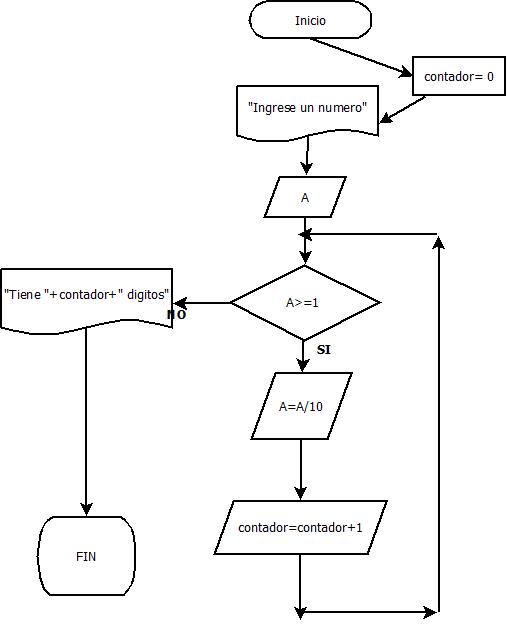 Inicio
contador= 0
"Ingrese un numero"
A
A>=1
"Tiene "+contador+" digitos"
NO
SI
A=A/10
contador=contador+1
FIN